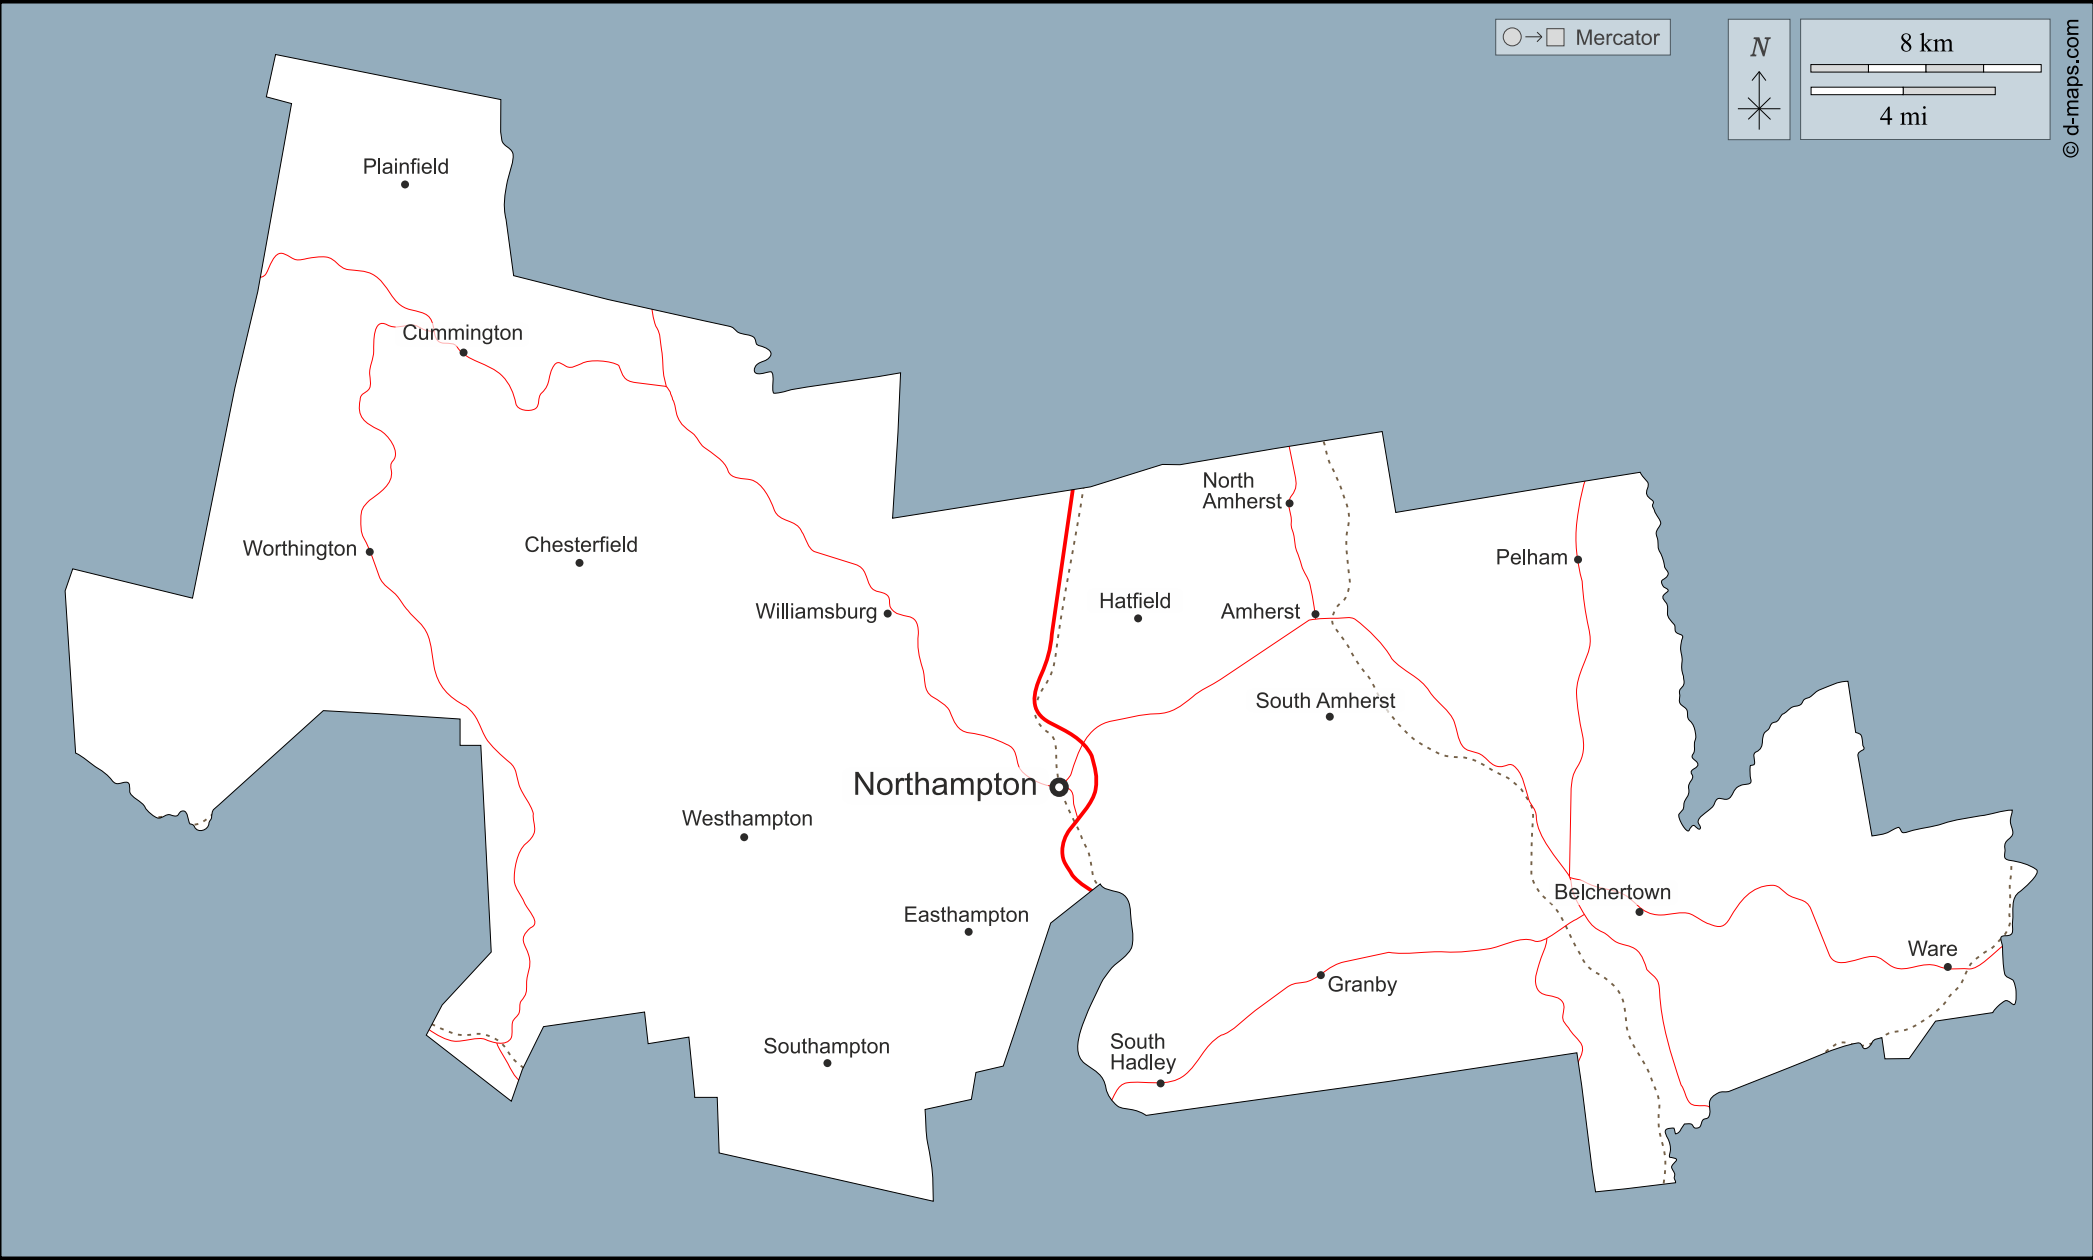 Mercator
N
8 km
4 mi
© d-maps.com
Plainfield
Cummington
North
Amherst
Worthington
Chesterfield
Pelham
Williamsburg
Hatfield
Amherst
South Amherst
Northampton
Westhampton
Belchertown
Easthampton
Ware
Granby
Southampton
South
Hadley